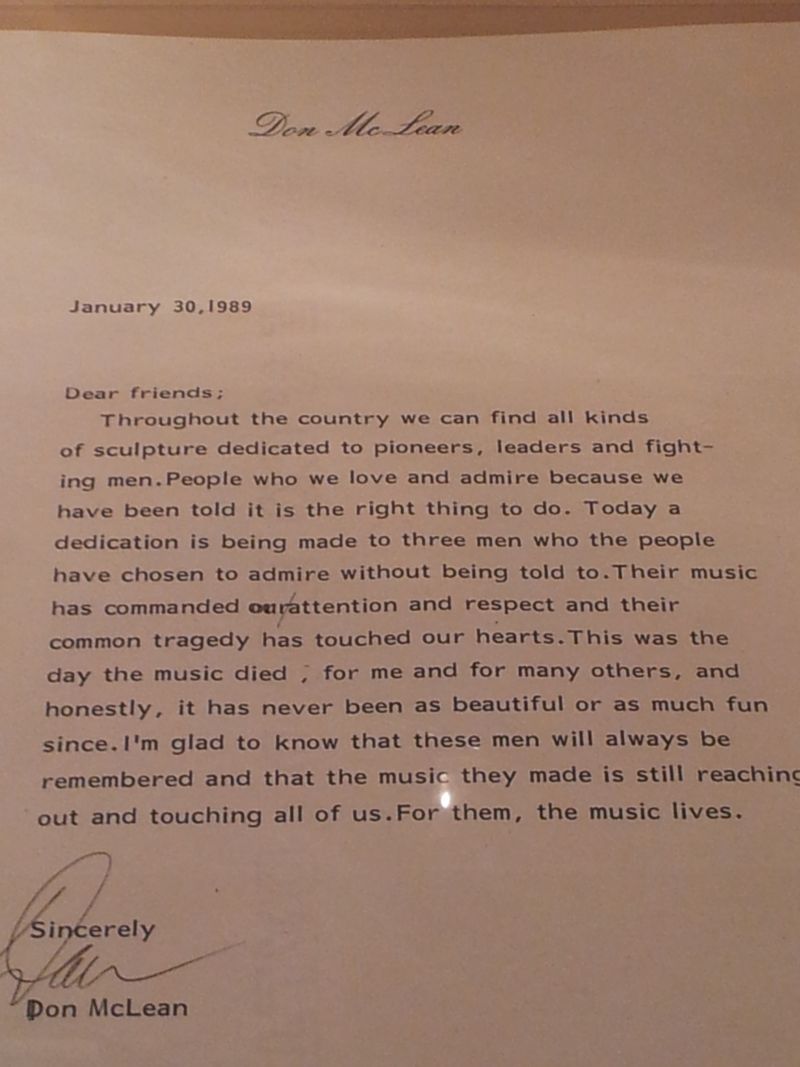 Don McLean
January 30,1989
Dear friends;
Throughout the country we can find all kinds
of sculpture dedicated to pioneers, leaders and fight-
ing men.People who we love and admire because we
have been told it is the right thing to do. Today a
dedication is being made to three men who the people
have chosen to admire without being told to.Their music
has commanded our/attention and respect and their
common tragedy has touched our hearts.This was the
day the music died , for me and for many others, and
honestly, it has never been as beautiful or as much fun
since.I'm glad to know that these men will always be
remembered and that the music they made is still reaching
out and touching all of us.For them, the music lives.
Sincerely
Don
Don McLean